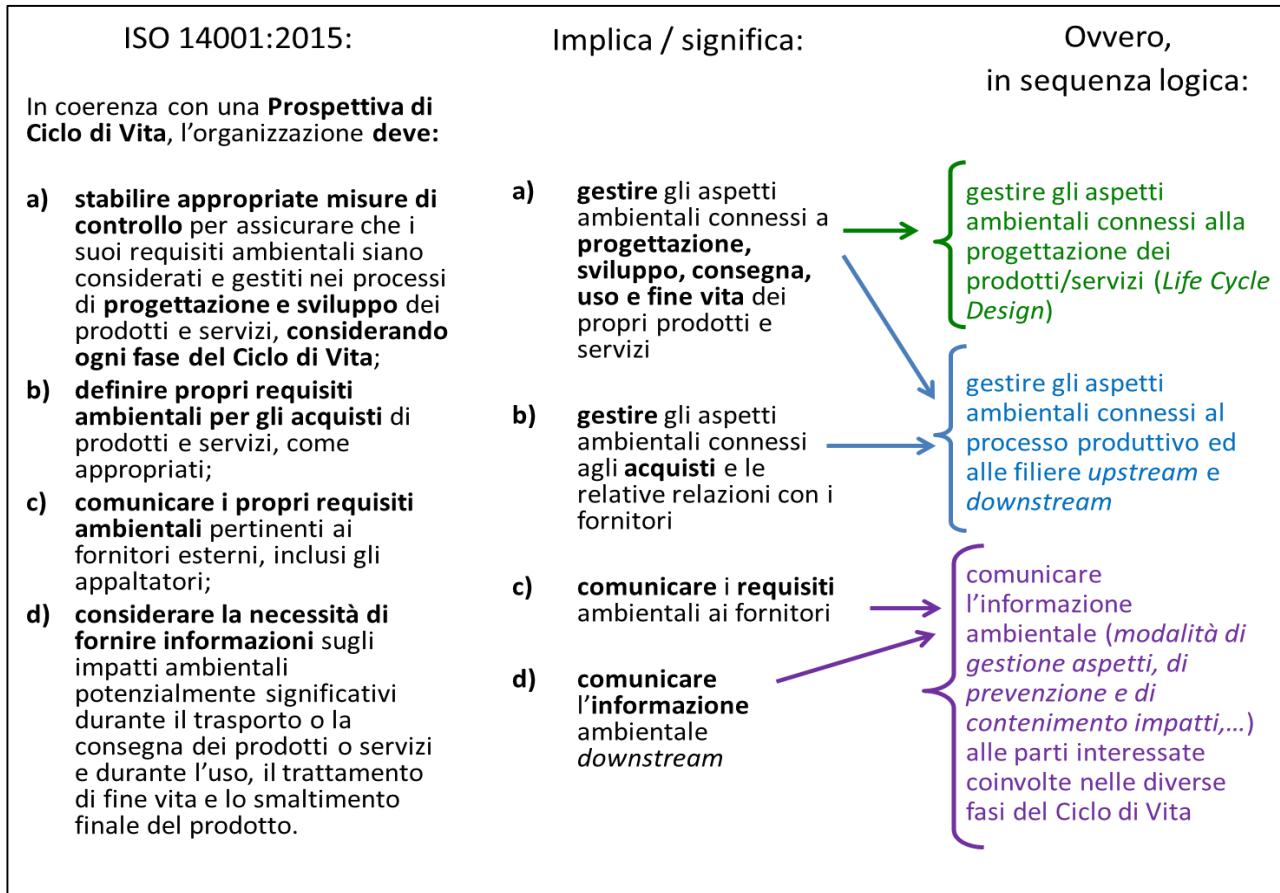 ISO 14001:2015:
In coerenza con una Prospettiva di
Ciclo di Vita, l'organizzazione deve:
a) stabilire appropriate misure di
controllo per assicurare che i
suoi requisiti ambientali siano
considerati e gestiti nei processi
di progettazione e sviluppo dei
prodotti e servizi, considerando
ogni fase del Ciclo di Vita;
b) definire propri requisiti
ambientali per gli acquisti di
prodotti e servizi, come
appropriati;
c) comunicare i propri requisiti
ambientali pertinenti ai
fornitori esterni, inclusi gli
appaltatori;
d) considerare la necessità di
fornire informazioni sugli
impatti ambientali
potenzialmente significativi
durante il trasporto o la
consegna dei prodotti o servizi
e durante l'uso, il trattamento
di fine vita e lo smaltimento
finale del prodotto.
Implica / significa:
a) gestire gli aspetti
ambientali connessi a
progettazione,
sviluppo, consegna,
uso e fine vita dei
propri prodotti e
servizi
b) gestire gli aspetti
ambientali connessi
agli acquisti e le
relative relazioni con i
fornitori
c) comunicare i requisiti
ambientali ai fornitori
d) comunicare
l'informazione
ambientale
downstream
Ovvero,
in sequenza logica:
gestire gli aspetti
ambientali connessi alla
progettazione dei
prodotti/servizi (Life Cycle
Design)
gestire gli aspetti
ambientali connessi al
processo produttivo ed
alle filiere upstream e
downstream
comunicare
l'informazione
ambientale (modalità di
gestione aspetti, di
prevenzione e di
contenimento impatti,...)
alle parti interessate
coinvolte nelle diverse
fasi del Ciclo di Vita